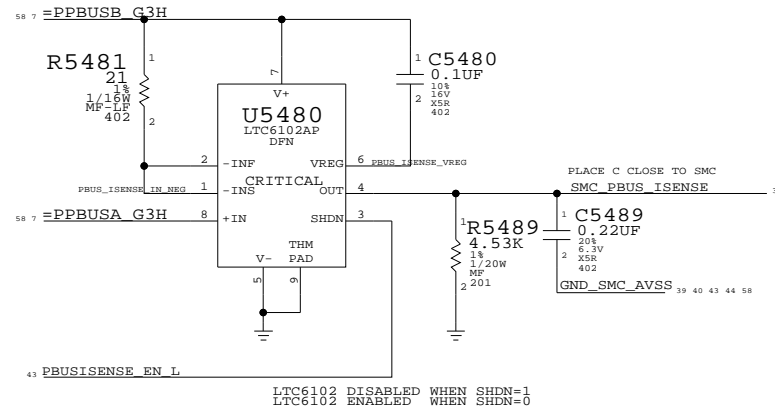 58 7 =PPBUSB_G3H
R5481
21
1%
1/16W
MF-LF
402
1
2
7
V+
U5480
LTC6102AP
DFN
1 C5480
0.1UF
10%
16V
X5R
402
2
2 -INF
VREG 6 PBUS_ISENSE_VREG
PBUS_ISENSE_IN_NEG 1 -INS
CRITICAL
OUT 4
PLACE C CLOSE TO SMC
SMC_PBUS_ISENSE
58 7 =PPBUSA_G3H 8 +IN
SHDN 3
THM
V- PAD
5 9
1 R5489
4.53K
1%
1/20W
MF
2 201
1 C5489
0.22UF
20%
6.3V
2 X5R
402
GND_SMC_AVSS 39 40 43 44 58
43 PBUSISENSE_EN_L
LTC6102 DISABLED WHEN SHDN=1
LTC6102 ENABLED WHEN SHDN=0